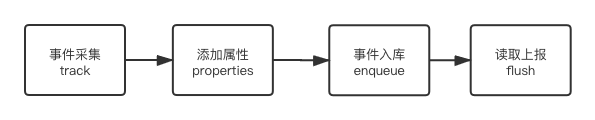 事件采集
track
添加属性
properties
事件入库
enqueue
读取上报
flush